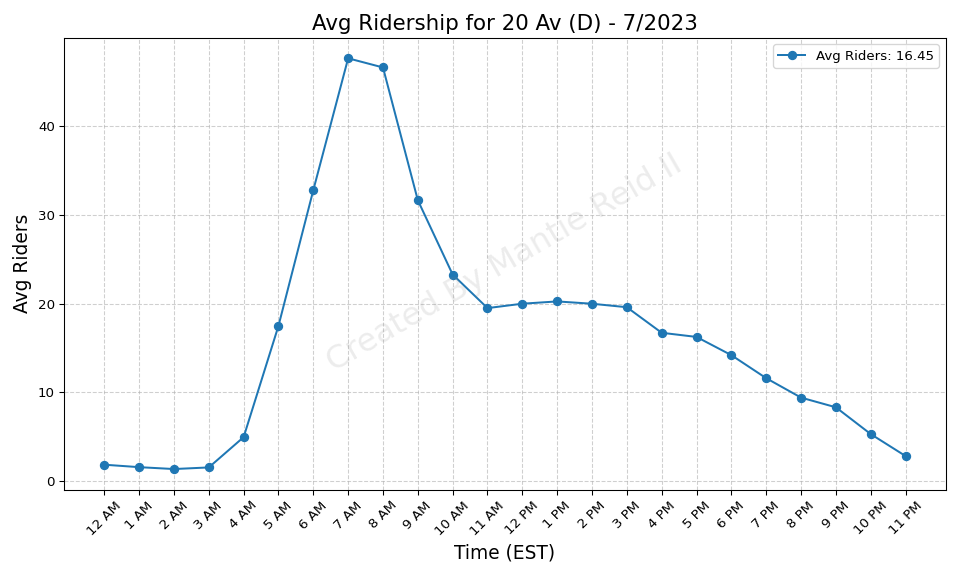 Avg Ridership for 20 Av (D) - 7/2023
Avg Riders: 16.45
Avg Riders
40
30
20
10
0
Created By Mantie Reid II
12 AM 1 AM 2 AM 3 AM 4 AM 5 AM 6 AM 7 AM 8 AM 9 AM 10 AM 11 AM 12 PM 1 PM 2 PM 3 PM 4 PM 5 PM 6 PM 7 PM 8 PM 9 PM 10 PM 11 PM
Time (EST)